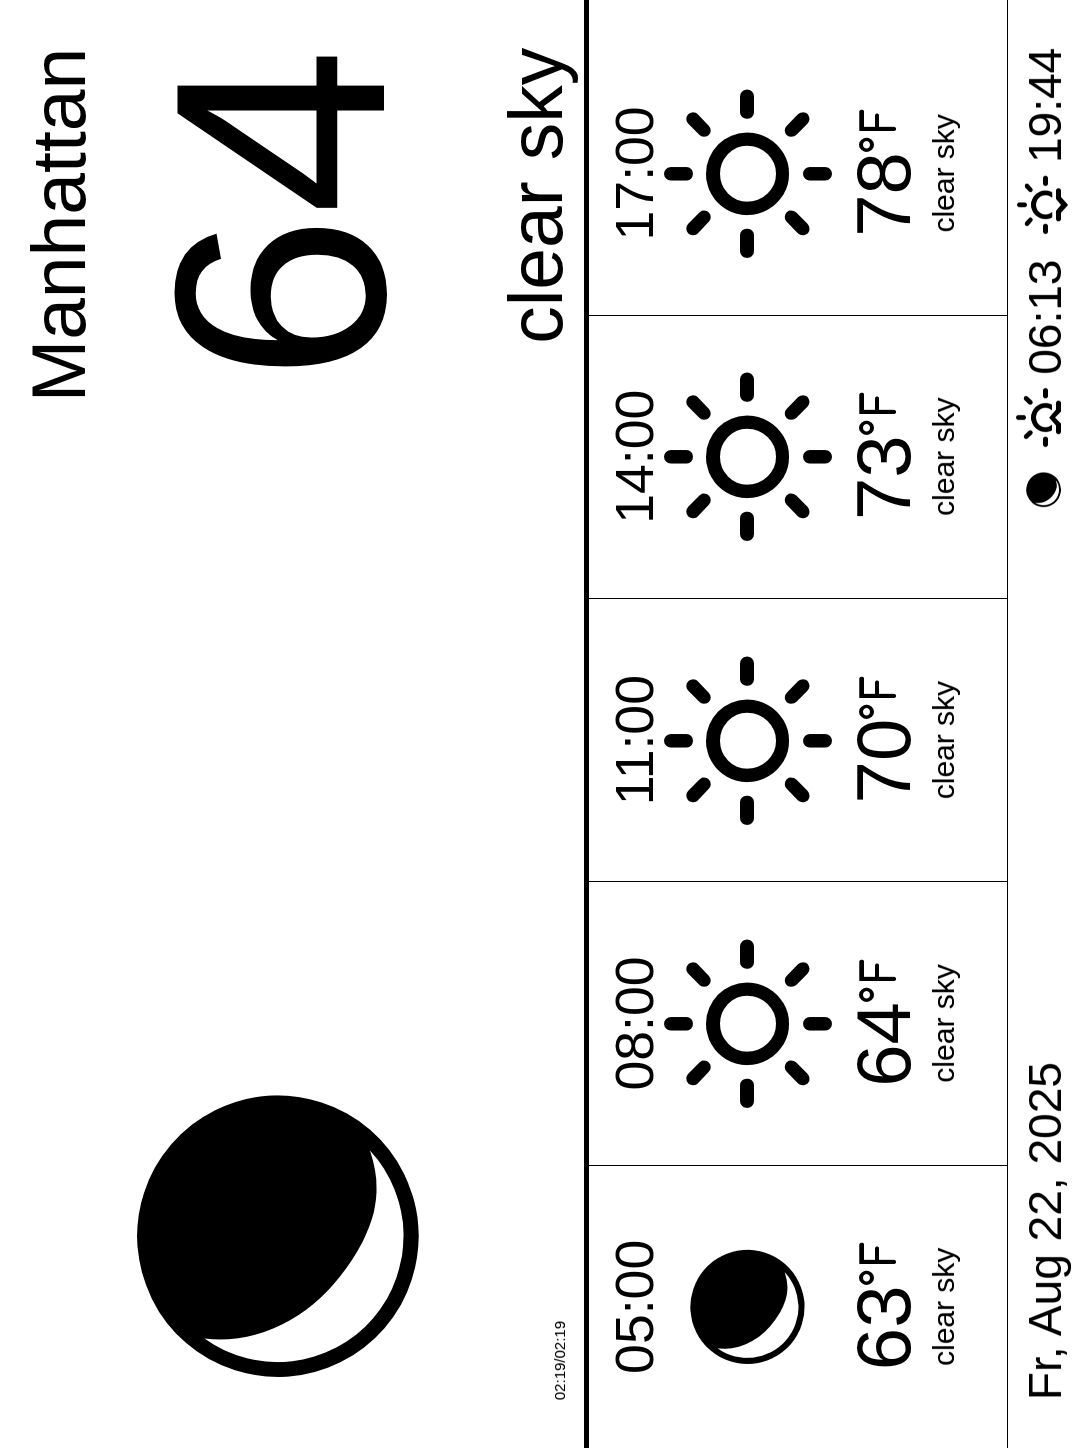 Manhattan
64
clear sky
02:19/02:19
05:00 08:00 11:00 14:00 17:00
63°F 64°F 70°F 73°F 78°F
clear sky clear sky clear sky clear sky clear sky
Fr, Aug 22, 2025 06:13 19:44